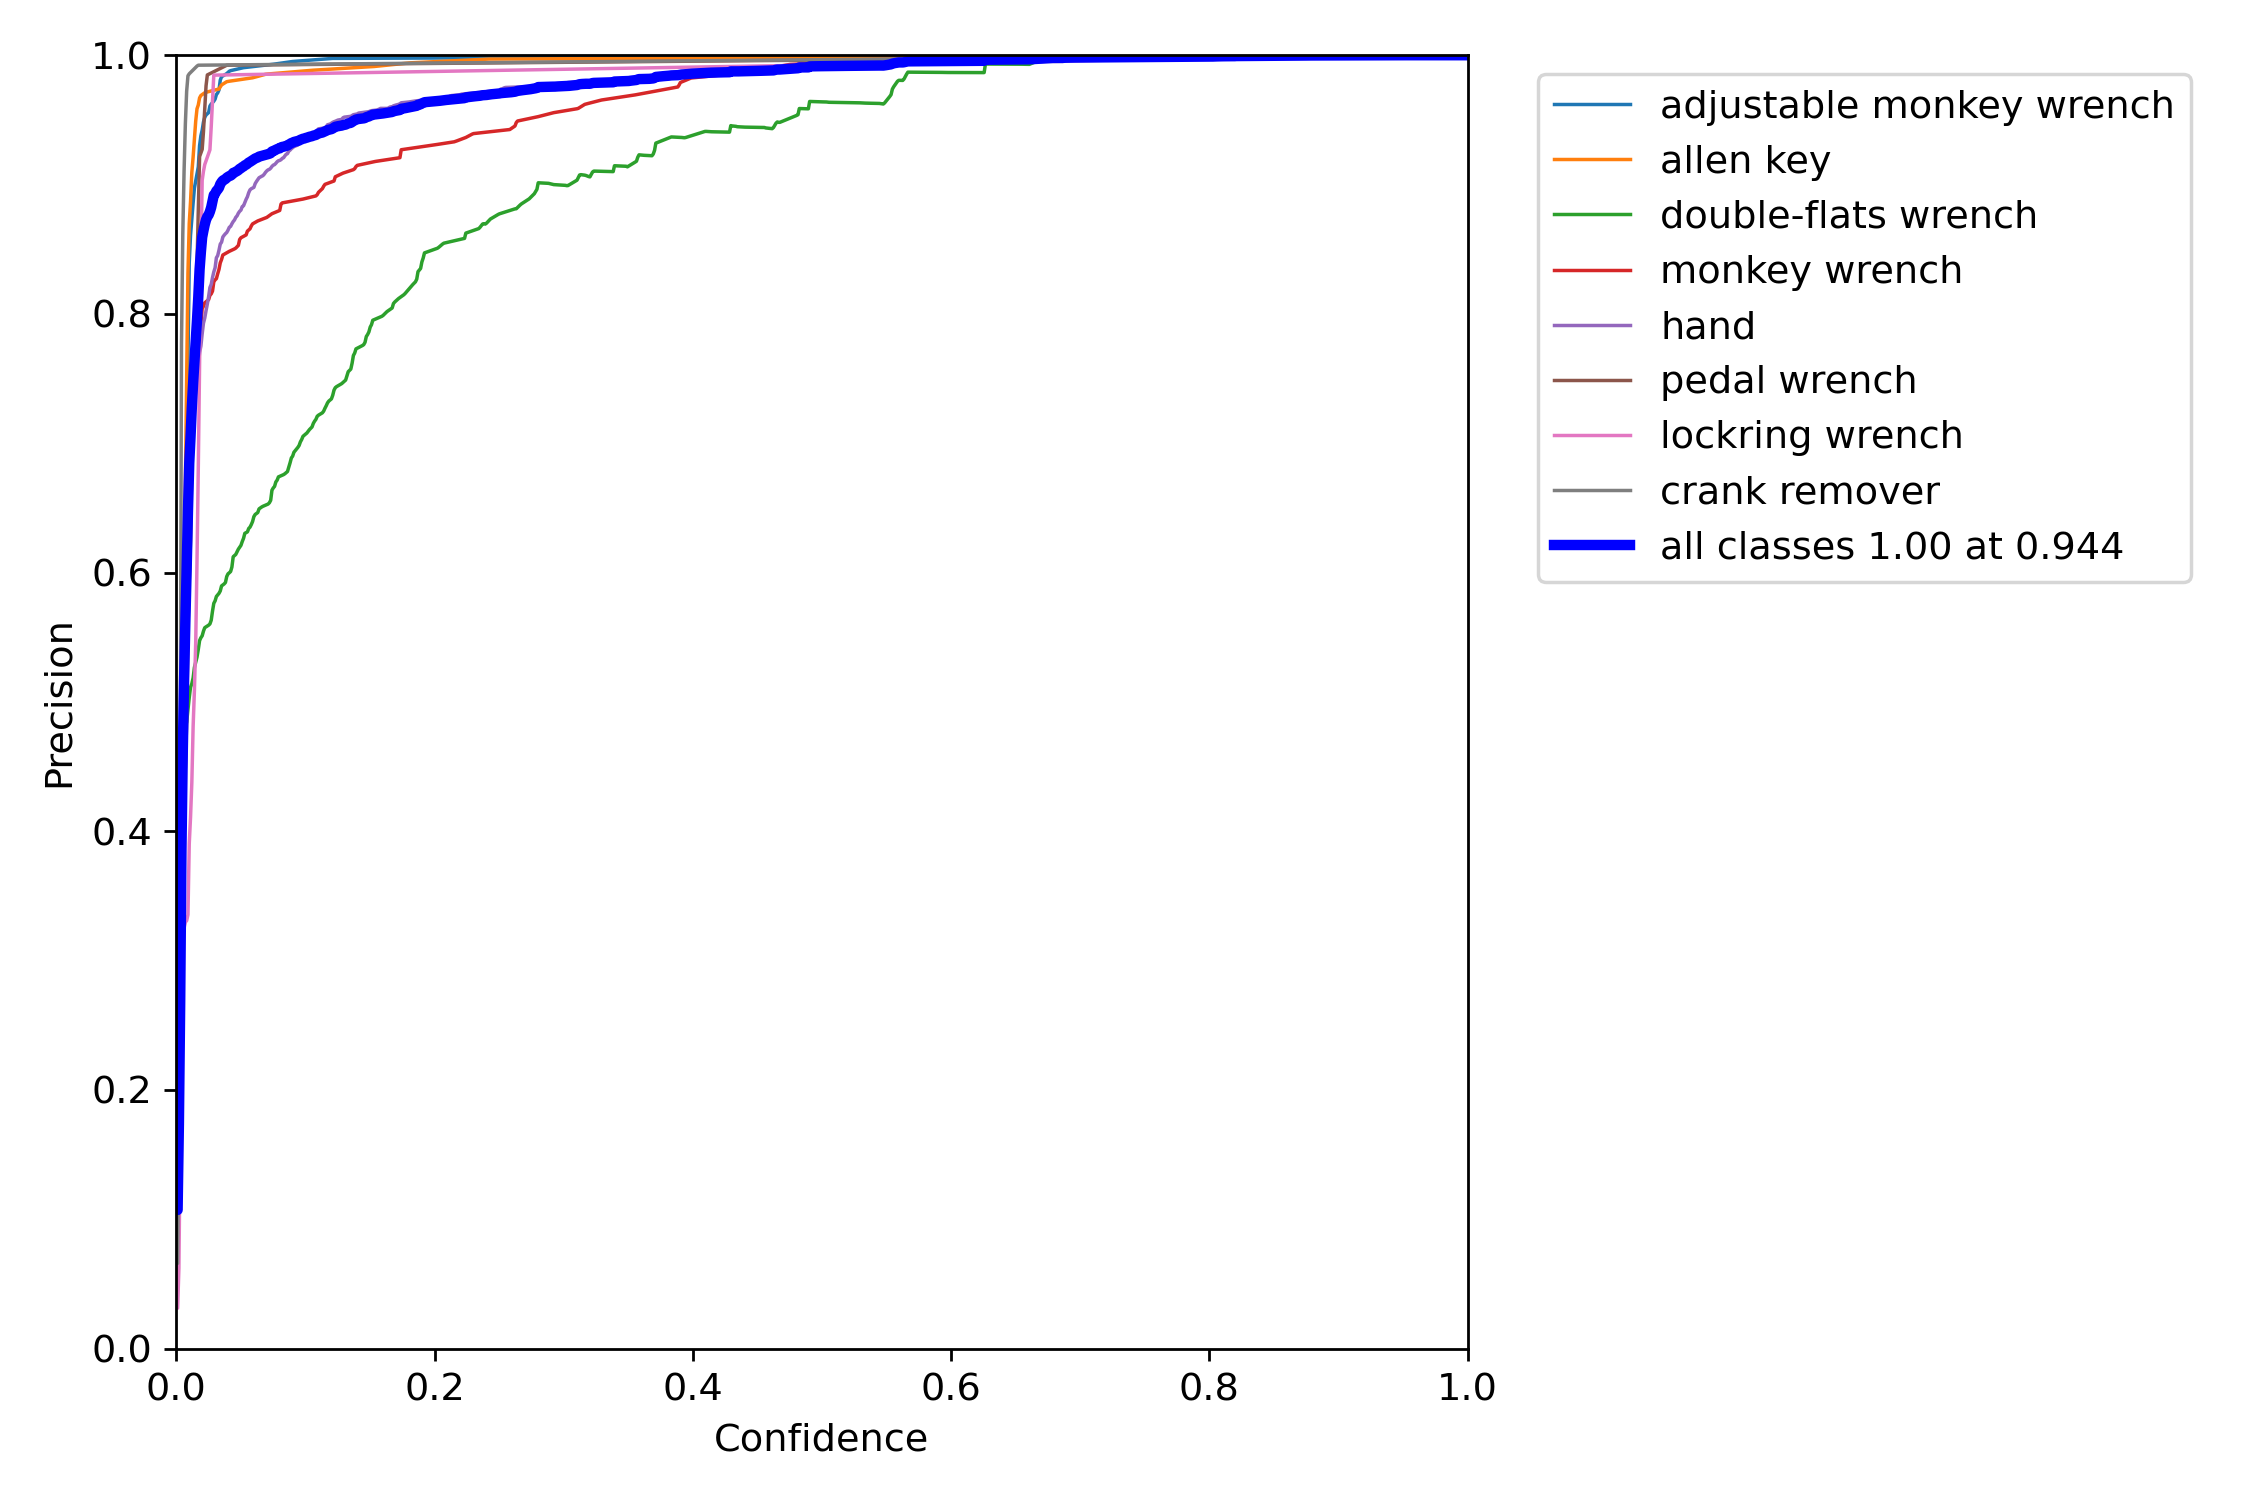 1.0
0.8
0.6
0.4
0.2
0.0
0.0 0.2 0.4 0.6 0.8 1.0
Precision
Confidence
adjustable monkey wrench
allen key
double-flats wrench
monkey wrench
hand
pedal wrench
lockring wrench
crank remover
all classes 1.00 at 0.944